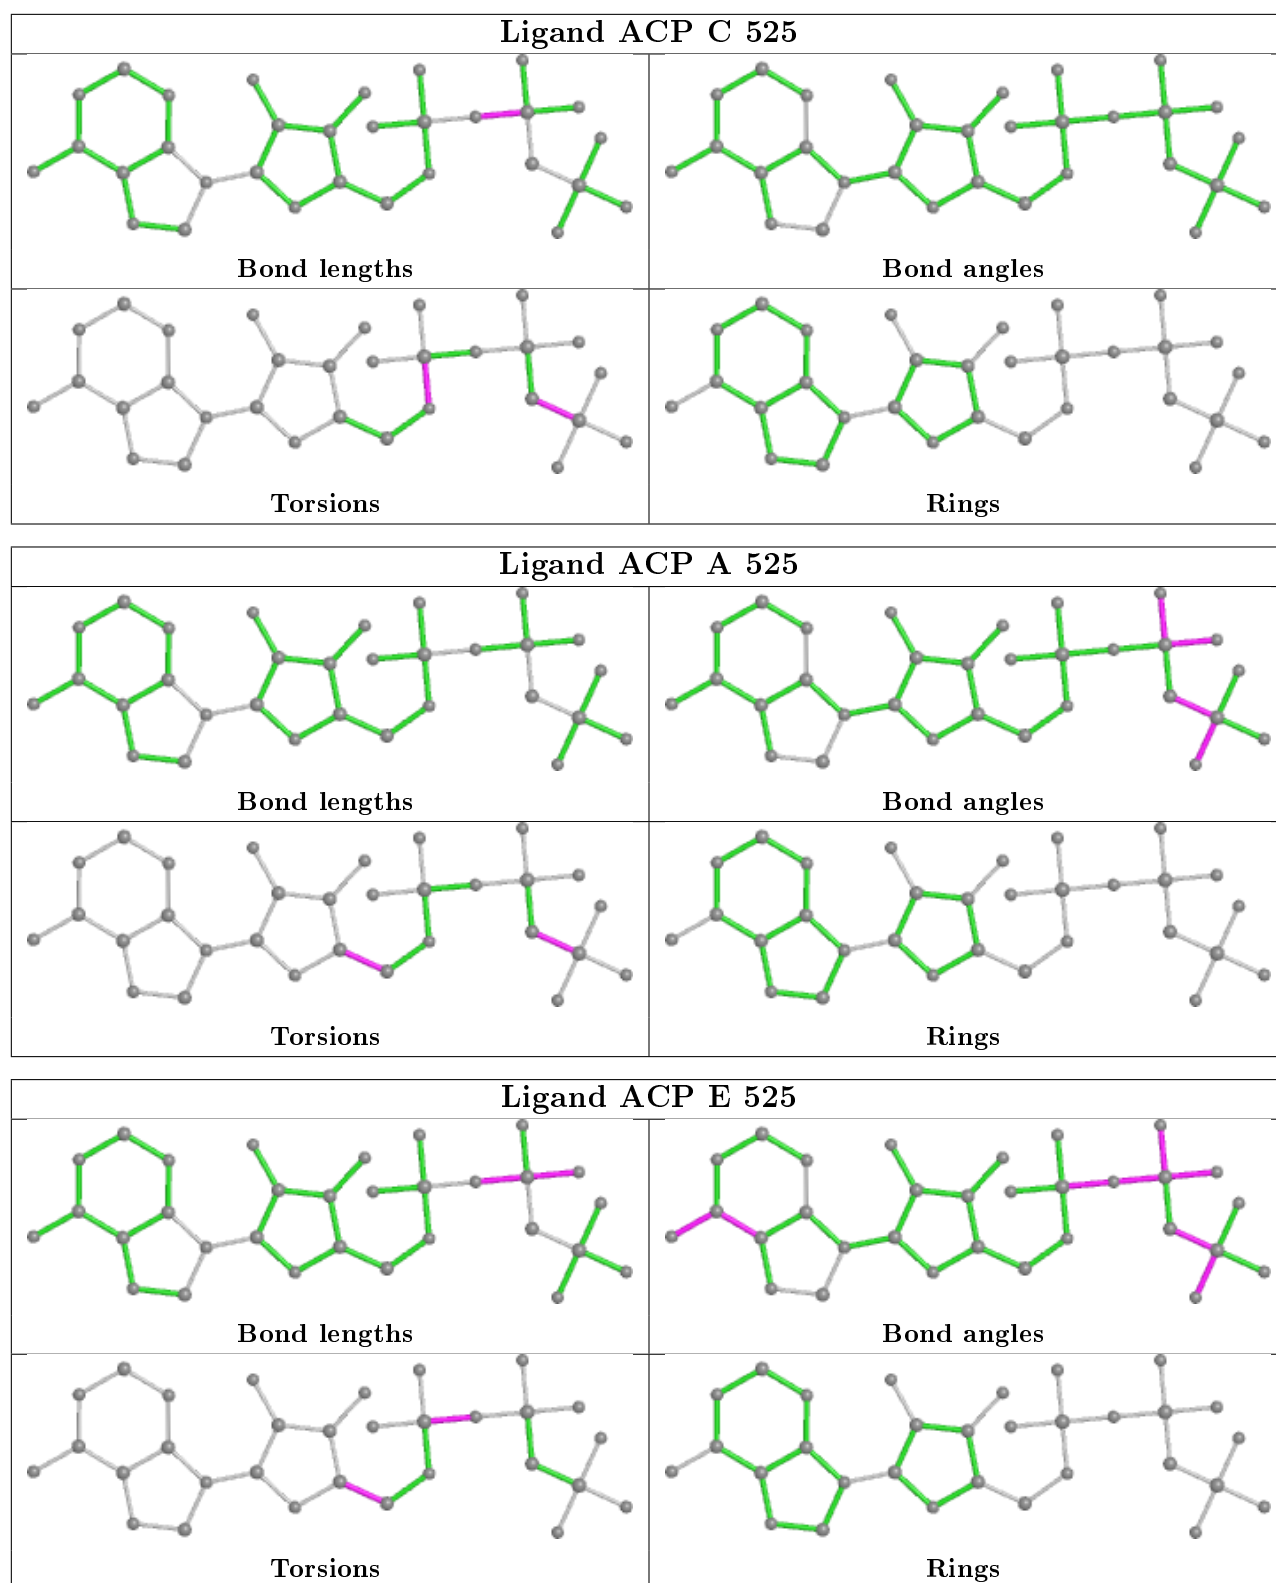 Ligand ACP C 525
Bond lengths
Bond angles
Torsions
Rings
Ligand ACP A 525
Bond lengths
Bond angles
Torsions
Rings
Ligand ACP E 525
Bond lengths
Bond angles
Torsions
Rings